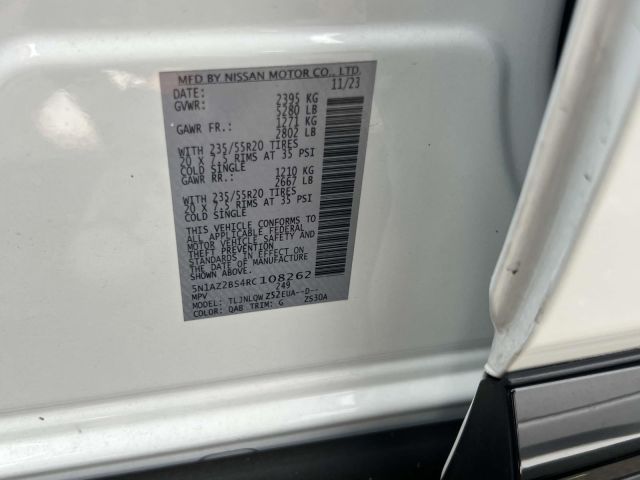 MFD BY NISSAN MOTOR CO., LTD.
DATE: 11/23
GVWR: 2395 KG
5280 LB
GAWR FR.: 1271 KG
2802 LB
WITH 235/55R20 TIRES
20 X 7.5 RIMS AT 35 PSI
COLD SINGLE
GAWR RR.: 1210 KG
2667 LB
WITH 235/55R20 TIRES
20 X 7.5 RIMS AT 35 PSI
COLD SINGLE
THIS VEHICLE CONFORMS TO
ALL APPLICABLE FEDERAL
MOTOR VEHICLE SAFETY AND
THEFT PREVENTION
STANDARDS IN EFFECT ON
THE DATE OF MANUFACTURE
SHOWN ABOVE.
5N1AZ2BS4RC108262
MPV 249
MODEL: TLJNLQW Z52EUA--D--
COLOR: QAB TRIM: G ZS30A